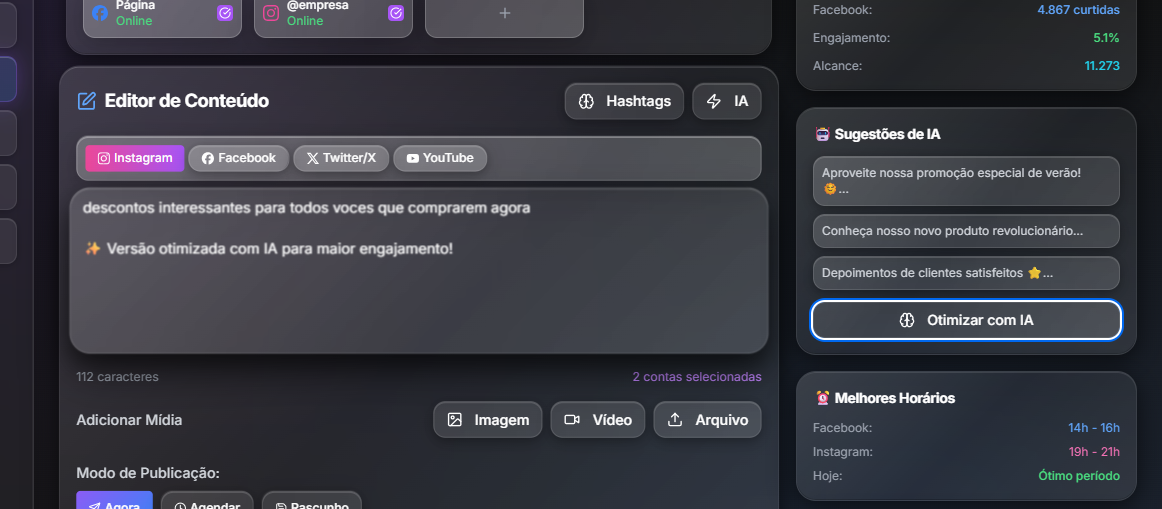 Página
Online
@empresa
Online
Editor de Conteúdo
Hashtags
IA
Instagram
Facebook
Twitter/X
YouTube
descontos interessantes para todos voces que comprarem agora
✨ Versão otimizada com IA para maior engajamento!
112 caracteres
2 contas selecionadas
Adicionar Mídia
Imagem
Vídeo
Arquivo
Modo de Publicação:
Agora
Agendar
Rascunho
Facebook:
4.867 curtidas
Engajamento:
5.1%
Alcance:
11.273
Sugestões de IA
Aproveite nossa promoção especial de verão!
😊...
Conheça nosso novo produto revolucionário...
Depoimentos de clientes satisfeitos ⭐...
Otimizar com IA
Melhores Horários
Facebook:
14h - 16h
Instagram:
19h - 21h
Hoje:
Ótimo período